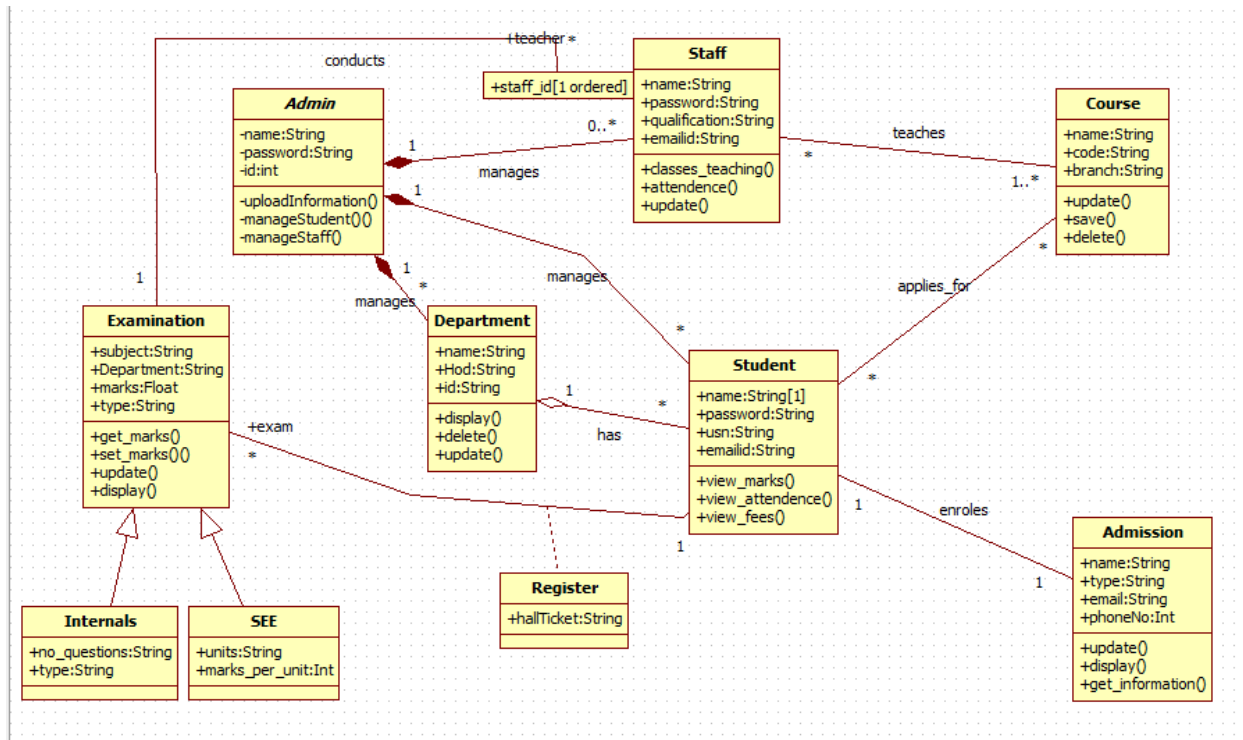 +teacher *
conducts
+staff_id[1 ordered]
Staff
+name:String
+password:String
+qualification:String
+emailid:String
+classes_teaching()
+attendence()
+update()
Admin
-name:String
-password:String
-id:int
-uploadInformation()
-manageStudent()()
-manageStaff()
1
0..*
manages
Course
+name:String
+code:String
+branch:String
+update()
+save()
+delete()
teaches
*
1..*
1
manages
*
1
manages
*
applies_for
*
*
1
Examination
+subject:String
+Department:String
+marks:Float
+type:String
+get_marks()
+set_marks()()
+update()
+display()
Department
+name:String
+Hod:String
+id:String
+display()
+delete()
+update()
1
*
has
Student
+name:String[1]
+password:String
+usn:String
+emailid:String
+view_marks()
+view_attendence()
+view_fees()
+exam
*
1
1
enroles
1
Admission
+name:String
+type:String
+email:String
+phoneNo:Int
+update()
+display()
+get_information()
Register
+hallTicket:String
Internals
+no_questions:String
+type:String
SEE
+units:String
+marks_per_unit:Int